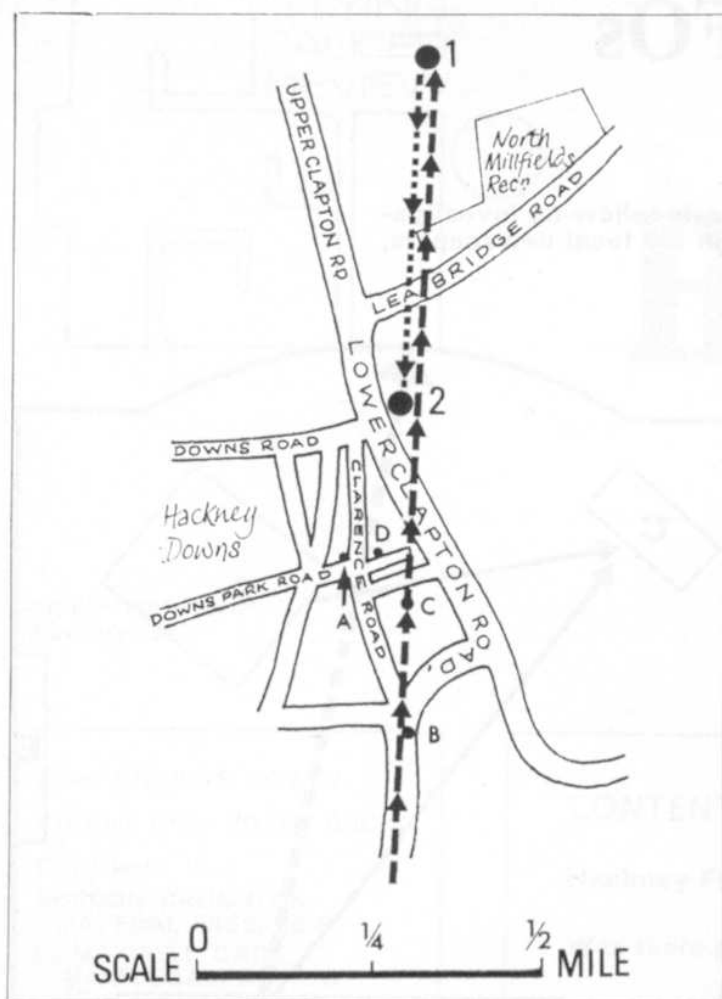 1
UPPER CLAPTON RD
North
Millfields
Recn
LEA BRIDGE ROAD
LOWER CLAPTON ROAD
2
DOWNS ROAD
CLARENCE ROAD
Hackney
Downs
D
DOWNS PARK ROAD
A
C
B
0 1/4 1/2
SCALE MILE